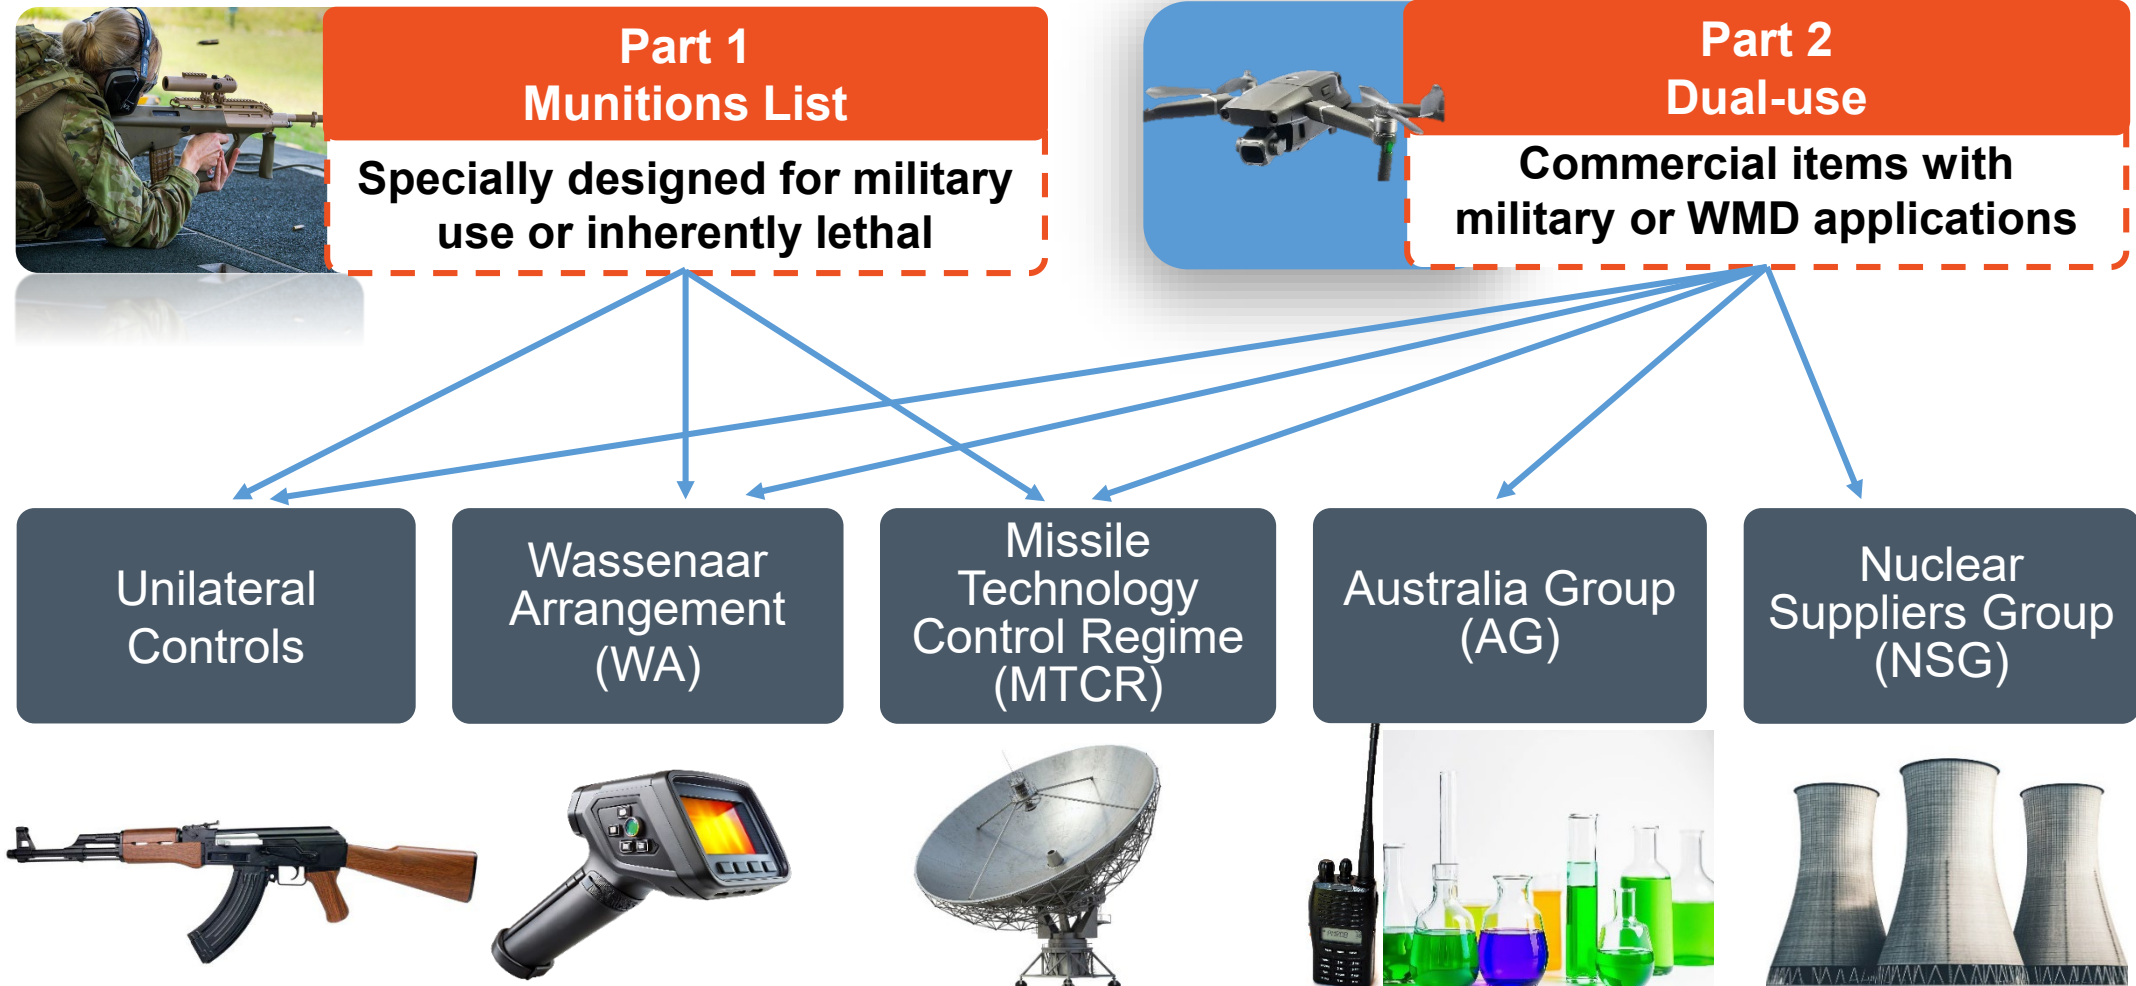 Part 1
Munitions List
Specially designed for military
use or inherently lethal
Part 2
Dual-use
Commercial items with
military or WMD applications
Unilateral
Controls
Wassenaar
Arrangement
(WA)
Missile
Technology
Control Regime
(MTCR)
Australia Group
(AG)
Nuclear
Suppliers Group
(NSG)